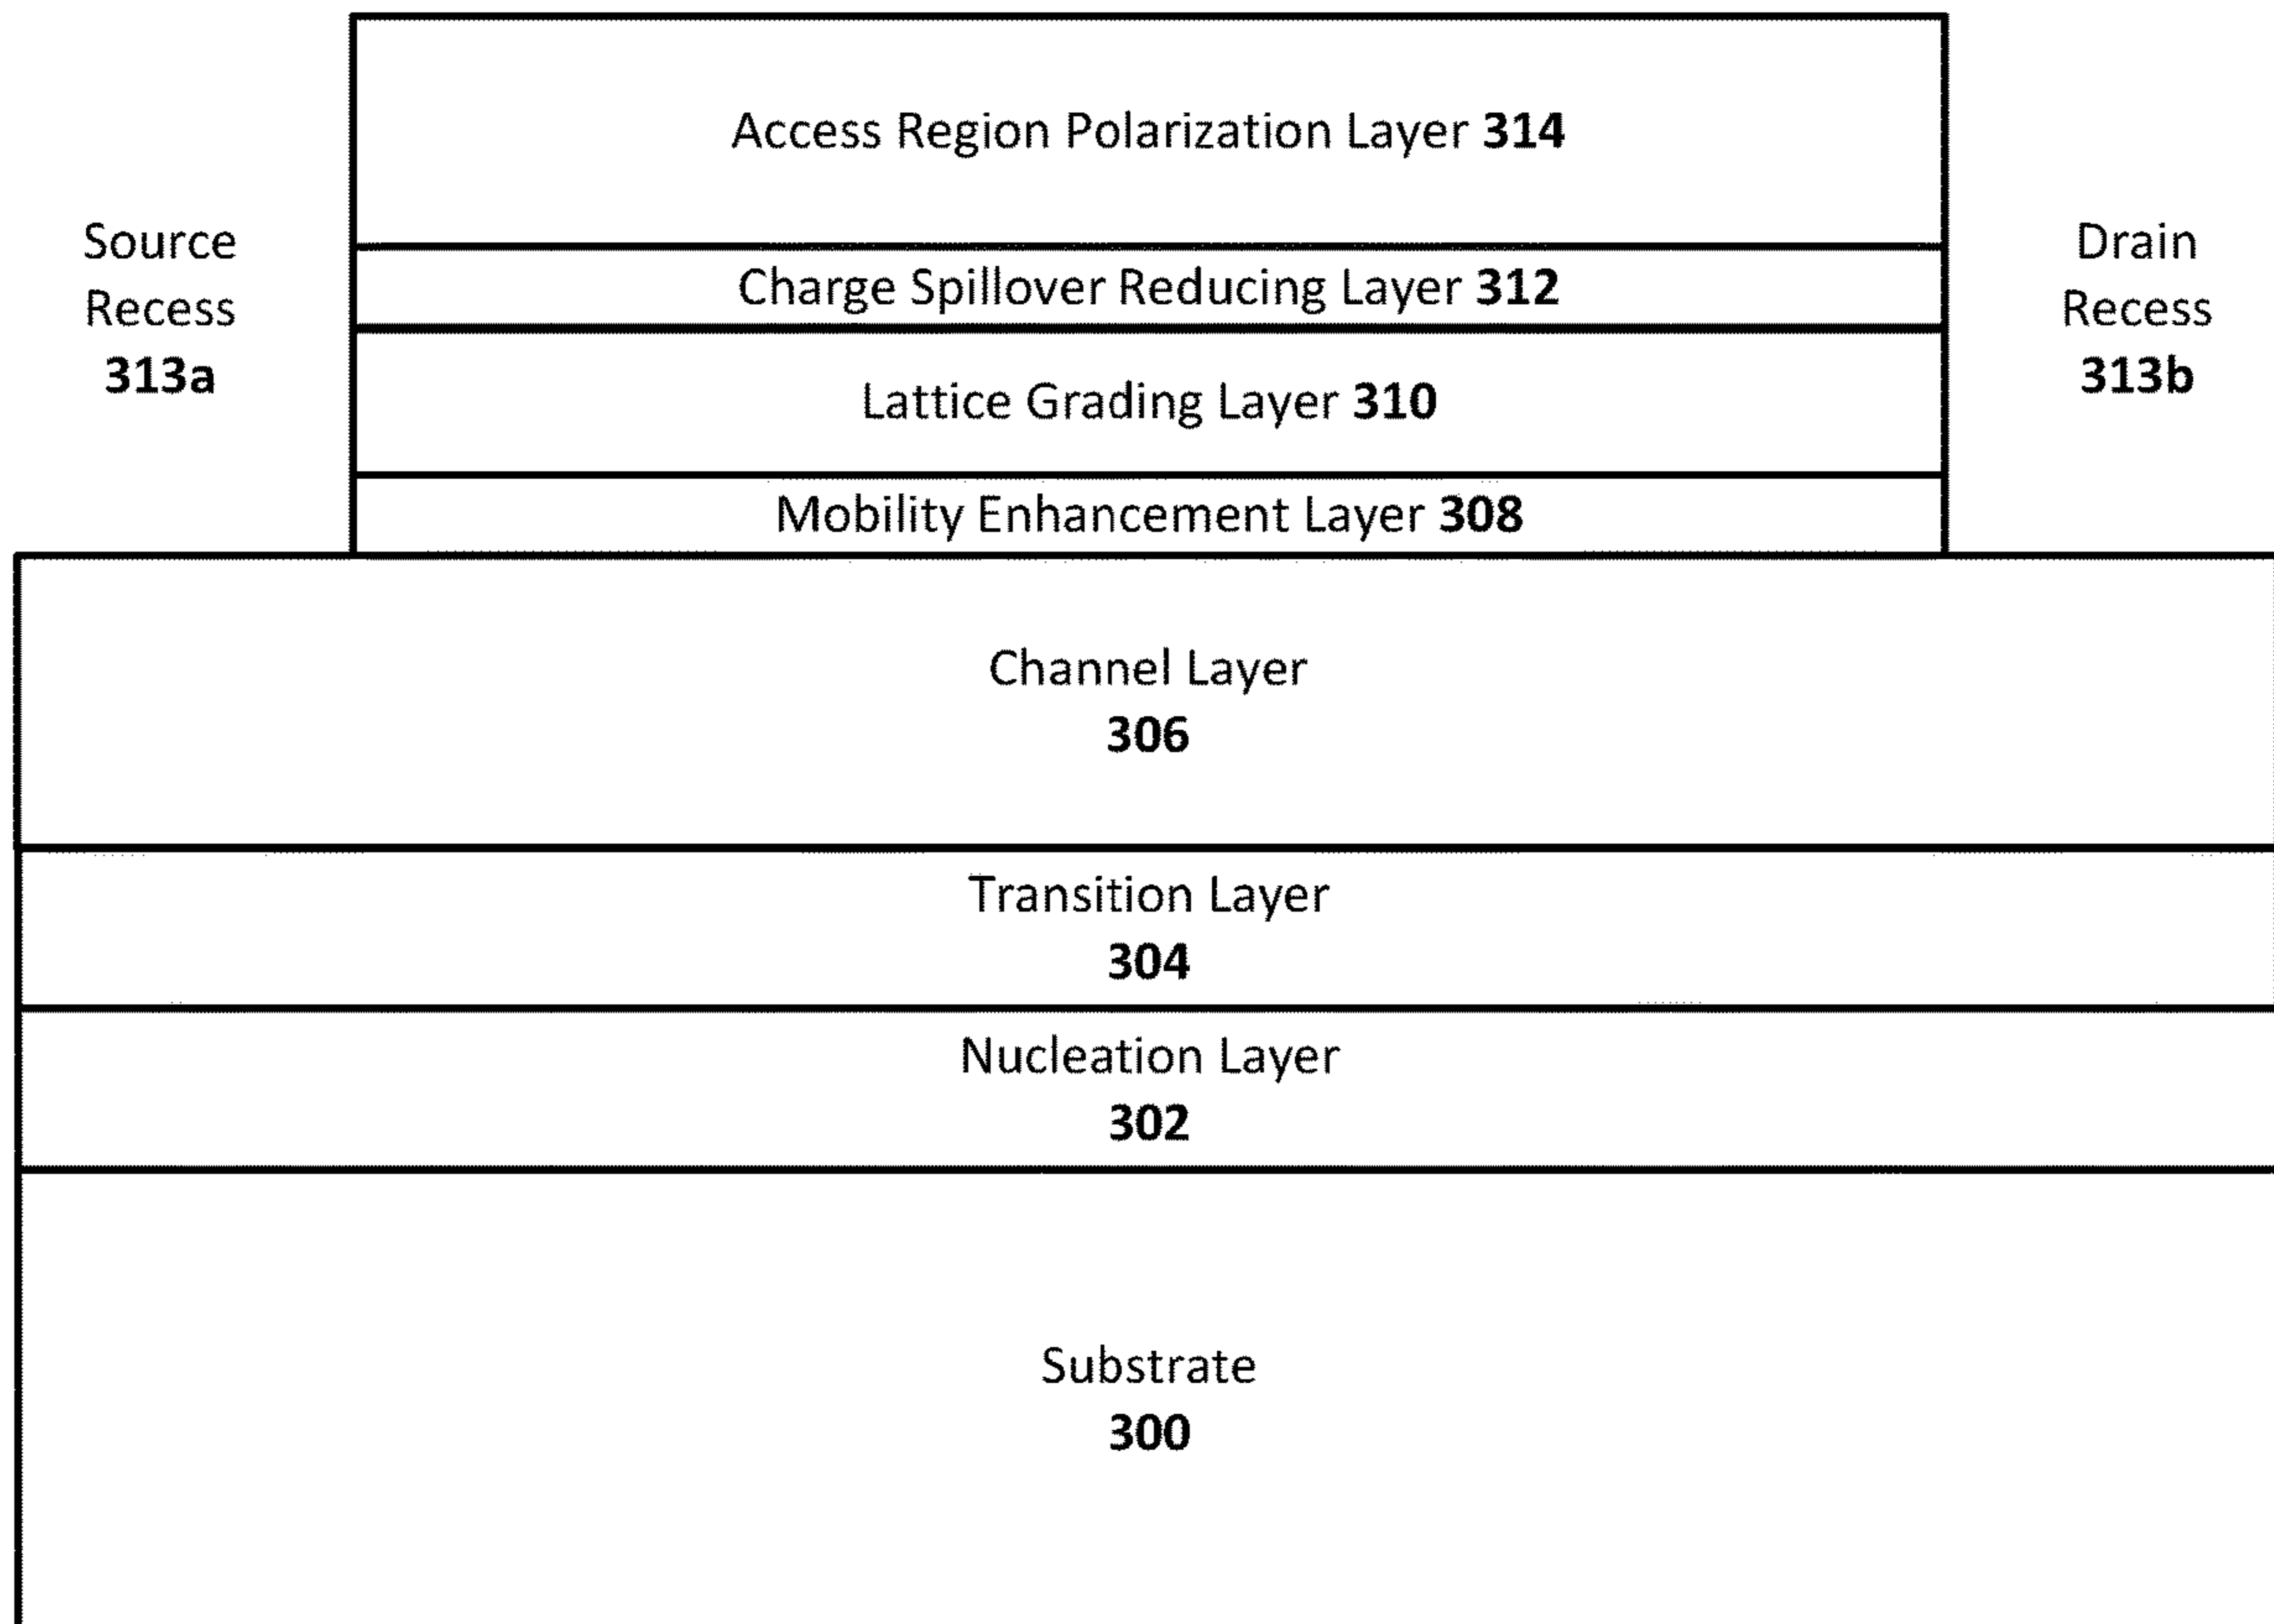 Access Region Polarization Layer 314
Source
Recess
313a
Drain
Recess
313b
Charge Spillover Reducing Layer 312
Lattice Grading Layer 310
Mobility Enhancement Layer 308
Channel Layer
306
Transition Layer
304
Nucleation Layer
302
Substrate
300